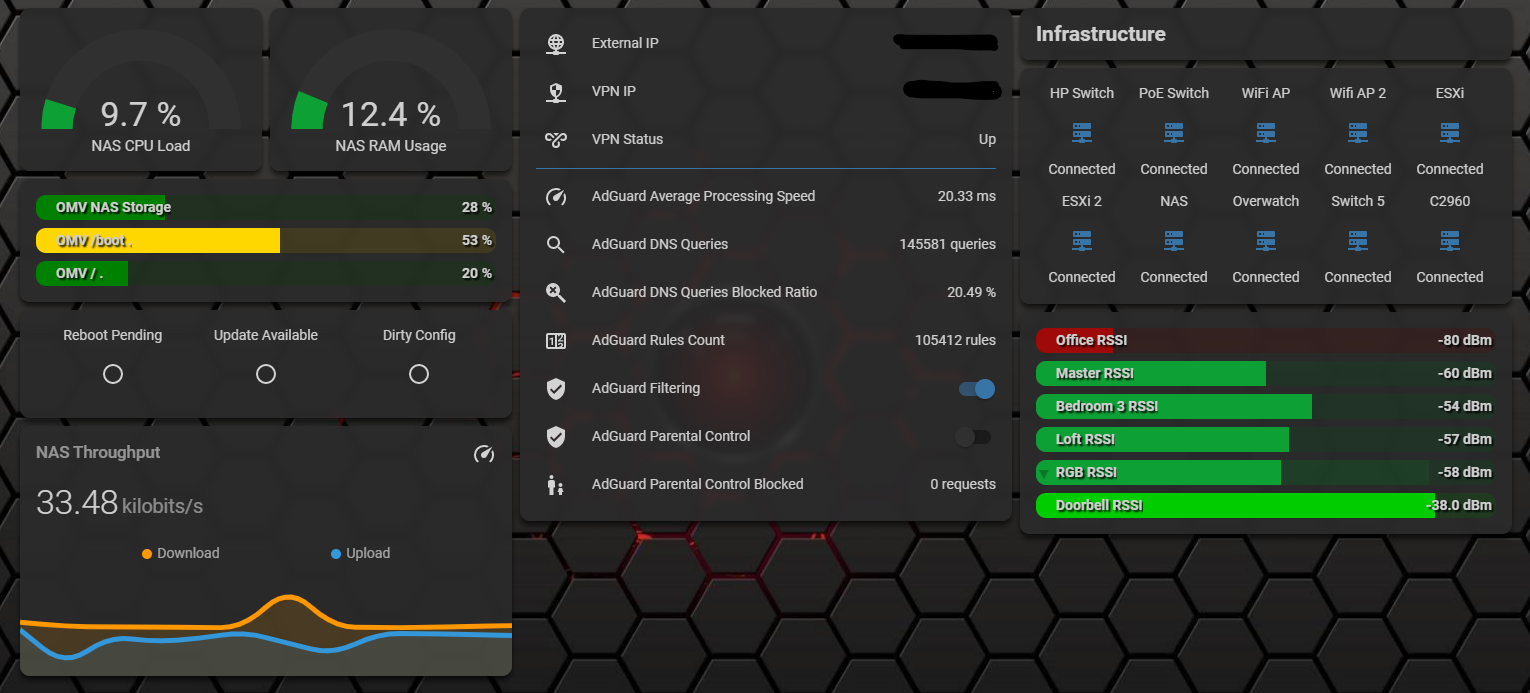 9.7 %
NAS CPU Load
12.4 %
NAS RAM Usage
OMV NAS Storage 28 %
OMV /boot . 53 %
OMV / . 20 %
Reboot Pending Update Available Dirty Config
NAS Throughput
33.48 kilobits/s
Download Upload
External IP
VPN IP
VPN Status Up
AdGuard Average Processing Speed 20.33 ms
AdGuard DNS Queries 145581 queries
AdGuard DNS Queries Blocked Ratio 20.49 %
AdGuard Rules Count 105412 rules
AdGuard Filtering
AdGuard Parental Control
AdGuard Parental Control Blocked 0 requests
Infrastructure
HP Switch PoE Switch WiFi AP Wifi AP 2 ESXi
Connected Connected Connected Connected Connected
ESXi 2 NAS Overwatch Switch 5 C2960
Connected Connected Connected Connected Connected
Office RSSI -80 dBm
Master RSSI -60 dBm
Bedroom 3 RSSI -54 dBm
Loft RSSI -57 dBm
RGB RSSI -58 dBm
Doorbell RSSI -38.0 dBm